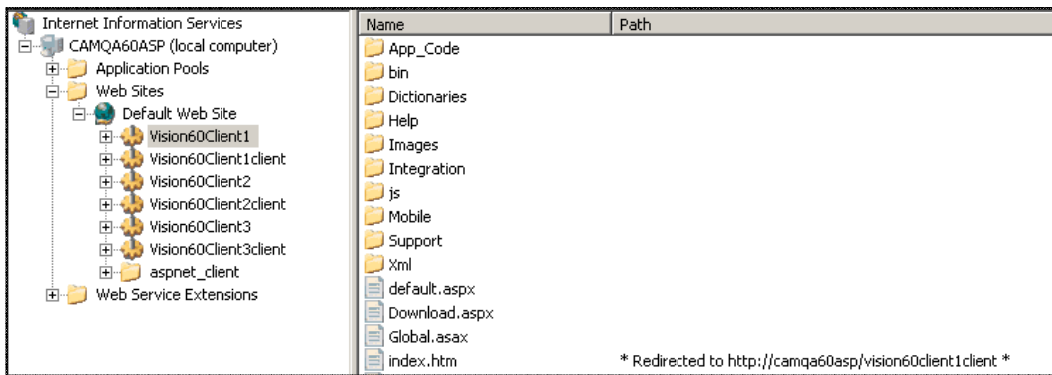 Internet Information Services
CAMQA60ASP (local computer)
Application Pools
Web Sites
Default Web Site
Vision60Client1
Vision60Client1client
Vision60Client2
Vision60Client2client
Vision60Client3
Vision60Client3client
aspnet_client
Web Service Extensions
Name Path
App_Code
bin
Dictionaries
Help
Images
Integration
js
Mobile
Support
Xml
default.aspx
Download.aspx
Global.asax
index.htm * Redirected to http://camqa60asp/vision60client1client *